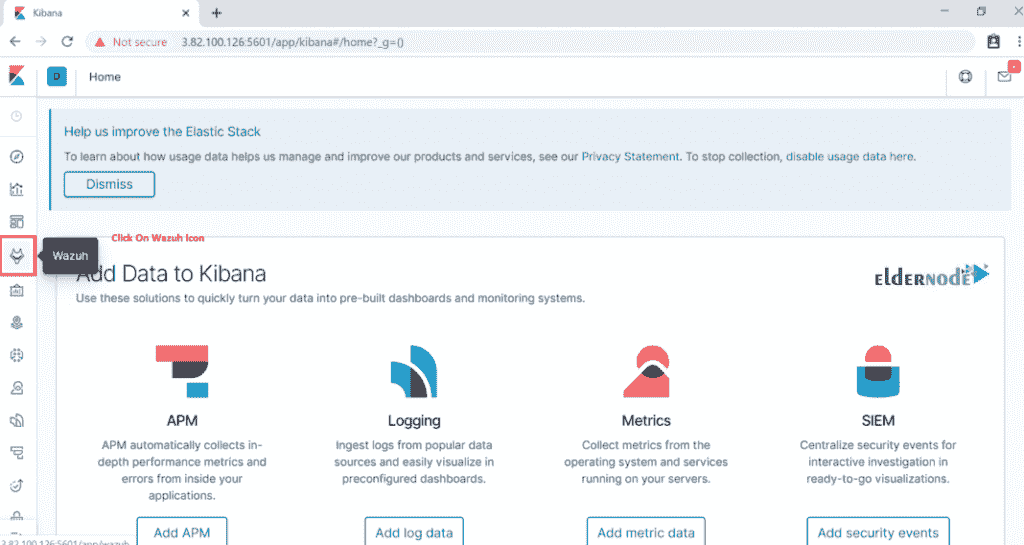 Kibana
Not secure 3.82.100.126:5601/app/kibana#/home?_g=()
D Home
Help us improve the Elastic Stack
To learn about how usage data helps us manage and improve our products and services, see our Privacy Statement. To stop collection, disable usage data here.
Dismiss
Click On Wazuh Icon
Wazuh
Add Data to Kibana
Use these solutions to quickly turn your data into pre-built dashboards and monitoring systems.
eldernode
APM
APM automatically collects in-
depth performance metrics and
errors from inside your
applications.
Add APM
Logging
Ingest logs from popular data
sources and easily visualize in
preconfigured dashboards.
Add log data
Metrics
Collect metrics from the
operating system and services
running on your servers.
Add metric data
SIEM
Centralize security events for
interactive investigation in
ready-to-go visualizations.
Add security events
3.82.100.126:5601/app/wazuh